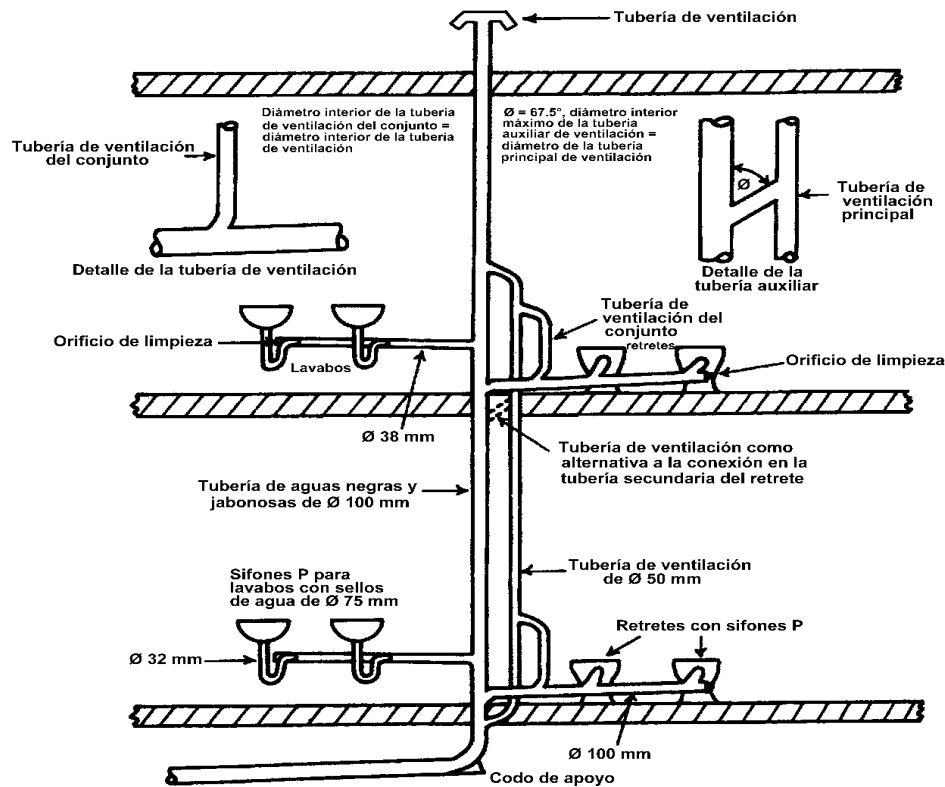 Tubería de ventilación
Diámetro interior de la tuberia
de ventilación del conjunto =
diámetro interior de la tubería
de ventilación
Ø = 67.5°, diámetro interior
máximo de la tuberia
auxiliar de ventilación =
diámetro de la tubería
principal de ventilación
Tubería de ventilación
del conjunto
Ø
Tubería de
ventilación
principal
Detalle de la tubería de ventilación
Detalle de la
tubería auxiliar
Tubería de
ventilación del
conjunto
retretes
Orificio de limpieza
Lavabos
Orificio de limpieza
Ø 38 mm
Tubería de ventilación como
alternativa a la conexión en la
tubería secundaria del retrete
Tubería de aguas negras y
jabonosas de Ø 100 mm
Tubería de ventilación
de Ø 50 mm
Sifones P para
lavabos con sellos
de agua de Ø 75 mm
Retretes con sifones P
Ø 32 mm
Ø 100 mm
Codo de apoyo